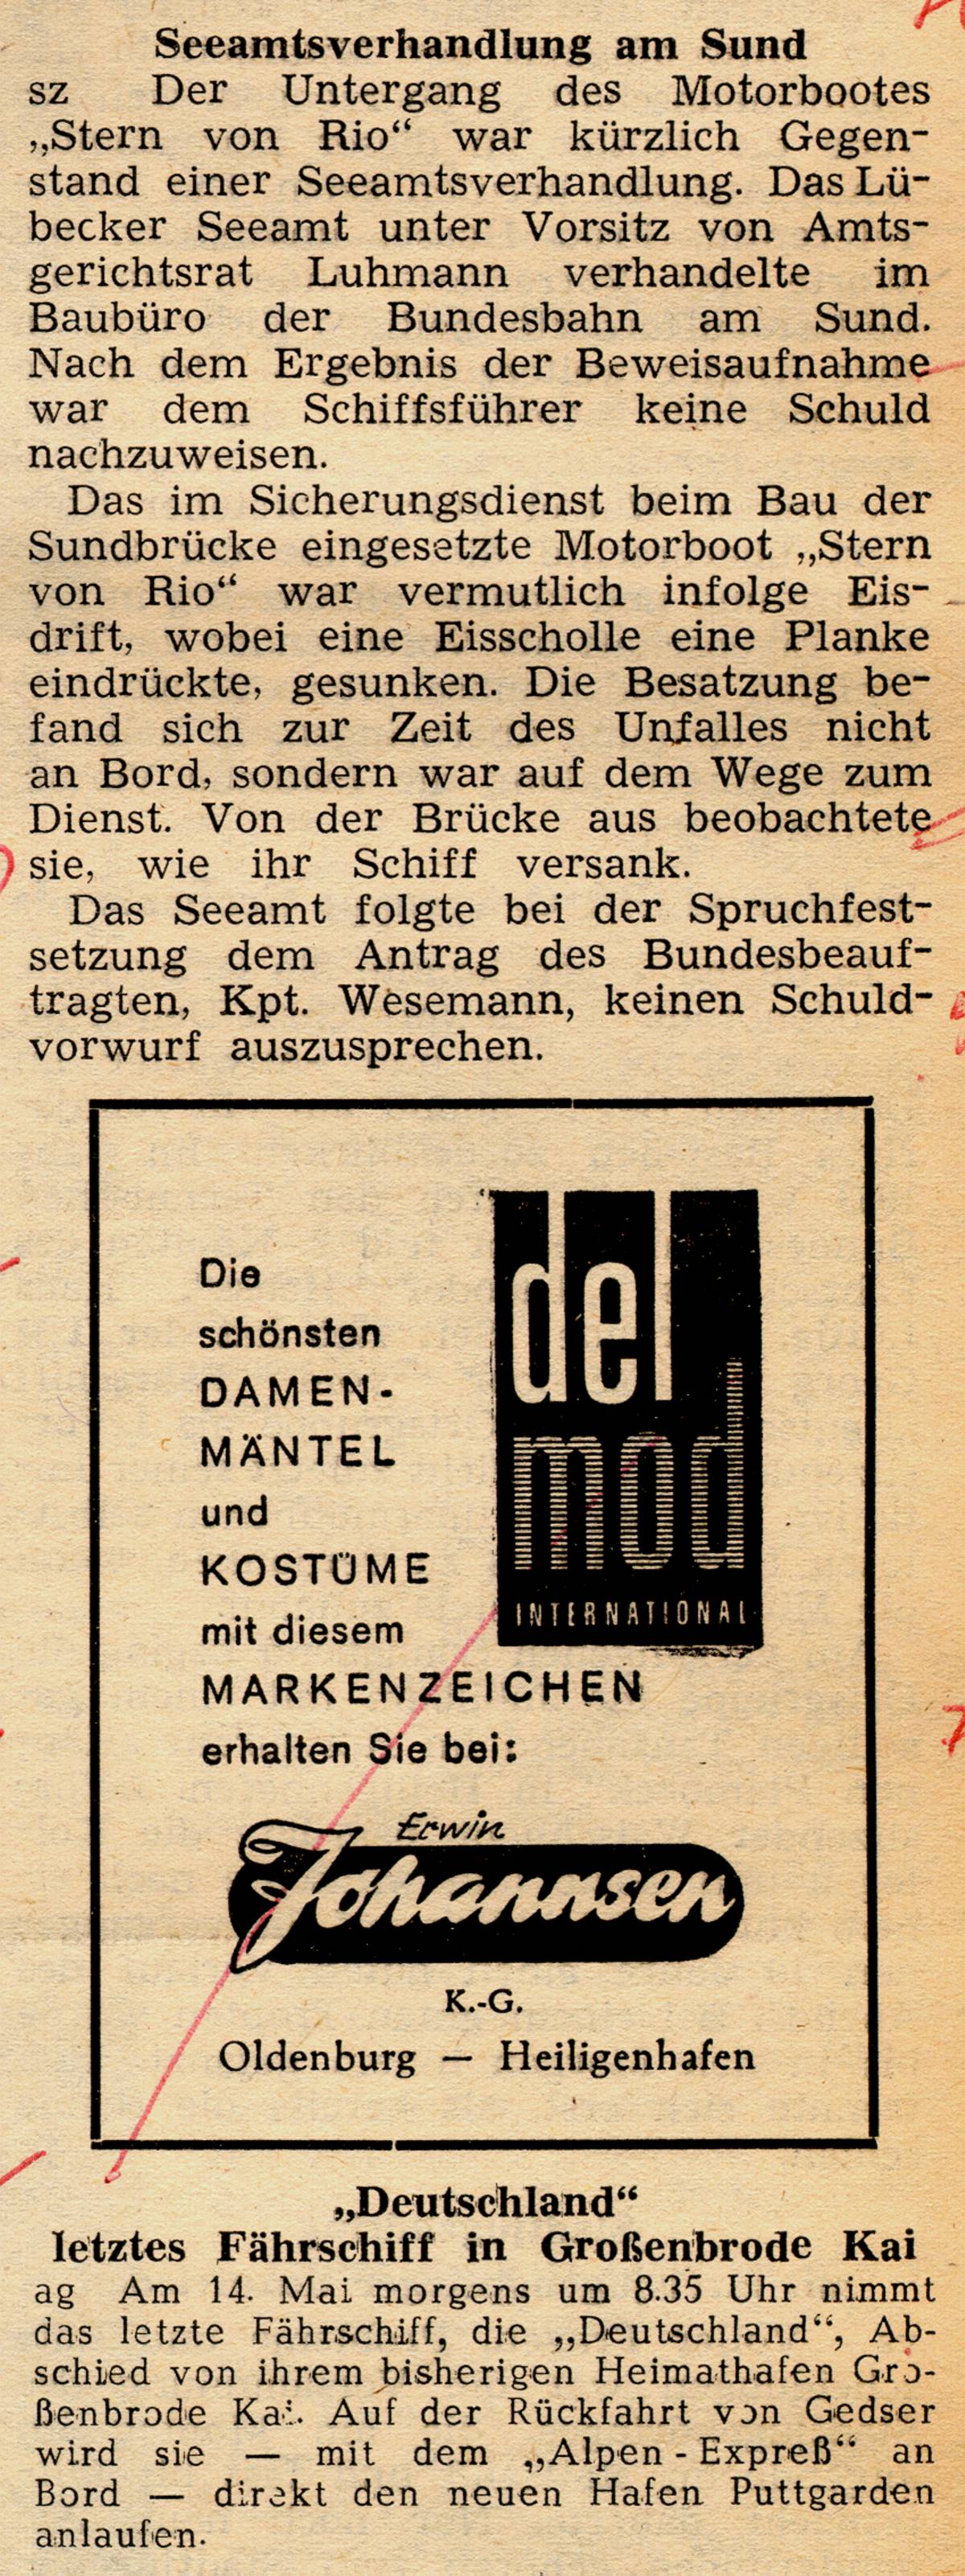 Seeamtsverhandlung am Sund
sz Der Untergang des Motorbootes
„Stern von Rio“ war kürzlich Gegen-
stand einer Seeamtsverhandlung. Das Lü-
becker Seeamt unter Vorsitz von Amts-
gerichtsrat Luhmann verhandelte im
Baubüro der Bundesbahn am Sund.
Nach dem Ergebnis der Beweisaufnahme
war dem Schiffsführer keine Schuld
nachzuweisen.
Das im Sicherungsdienst beim Bau der
Sundbrücke eingesetzte Motorboot „Stern
von Rio“ war vermutlich infolge Eis-
drift, wobei eine Eisscholle eine Planke
eindrückte, gesunken. Die Besatzung be-
fand sich zur Zeit des Unfalles nicht
an Bord, sondern war auf dem Wege zum
Dienst. Von der Brücke aus beobachtete
sie, wie ihr Schiff versank.
Das Seeamt folgte bei der Spruchfest-
setzung dem Antrag des Bundesbeauf-
tragten, Kpt. Wesemann, keinen Schuld-
vorwurf auszusprechen.
Die
schönsten
DAMEN-
MÄNTEL
und
KOSTÜME
mit diesem
MARKENZEICHEN
erhalten Sie bei:
del
mod
INTERNATIONAL
Erwin
Johannsen
K.-G.
Oldenburg — Heiligenhafen
„Deutschland“
letztes Fährschiff in Großenbrode Kai
ag Am 14. Mai morgens um 8.35 Uhr nimmt
das letzte Fährschiff, die „Deutschland“, Ab-
schied von ihrem bisherigen Heimathafen Gro-
ßenbrode Kai. Auf der Rückfahrt von Gedser
wird sie — mit dem „Alpen-Expreß“ an
Bord — direkt den neuen Hafen Puttgarden
anlaufen.